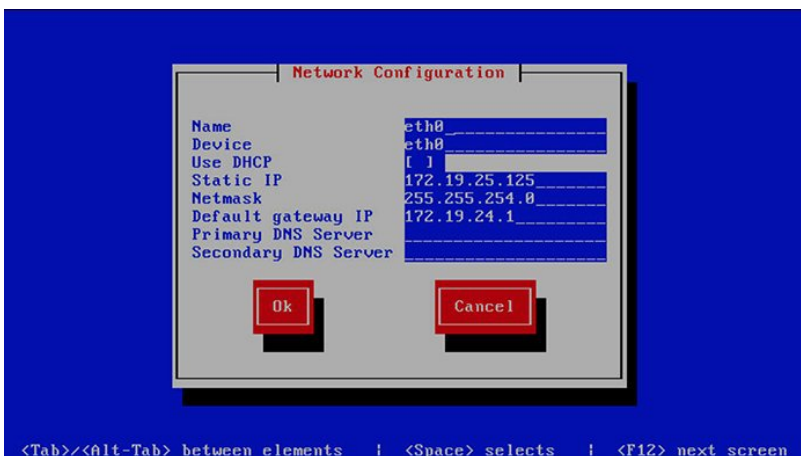 Network Configuration
Name eth0
Device eth0
Use DHCP [ ]
Static IP 172.19.25.125
Netmask 255.255.254.0
Default gateway IP 172.19.24.1
Primary DNS Server
Secondary DNS Server
Ok Cancel
<Tab>/<Alt-Tab> between elements | <Space> selects | <F12> next screen